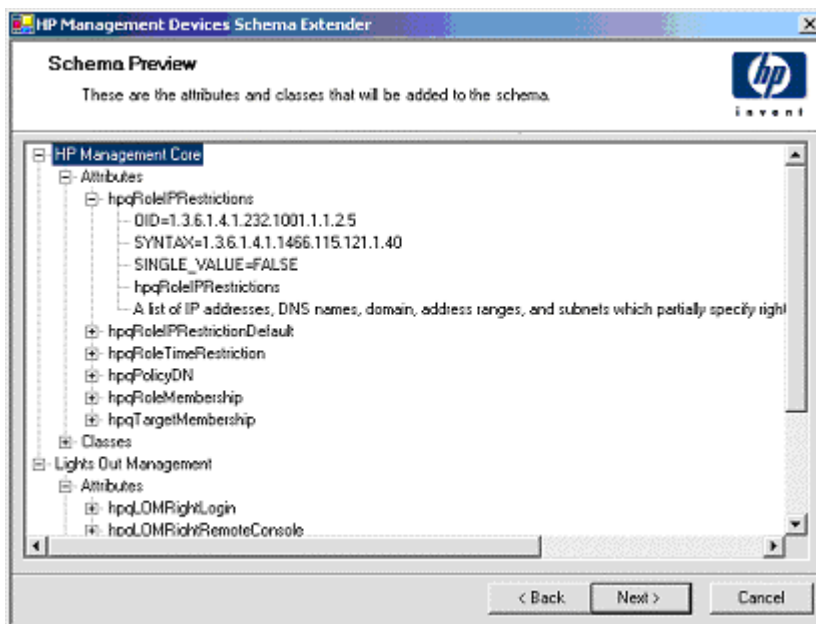 HP Management Devices Schema Extender
Schema Preview
These are the attributes and classes that will be added to the schema.
hp
invent
HP Management Core
Attributes
hpqRoleIPRestrictions
OID=1.3.6.1.4.1.232.1001.1.1.2.5
SYNTAX=1.3.6.1.4.1.1466.115.121.1.40
SINGLE_VALUE=FALSE
hpqRoleIPRestrictions
A list of IP addresses, DNS names, domain, address ranges, and subnets which partially specify right
hpqRoleIPRestrictionDefault
hpqRoleTimeRestriction
hpqPolicyDN
hpqRoleMembership
hpqTargetMembership
Classes
Lights Out Management
Attributes
hpqLOMRightLogin
hpqLOMRightRemoteConsole
< Back
Next >
Cancel